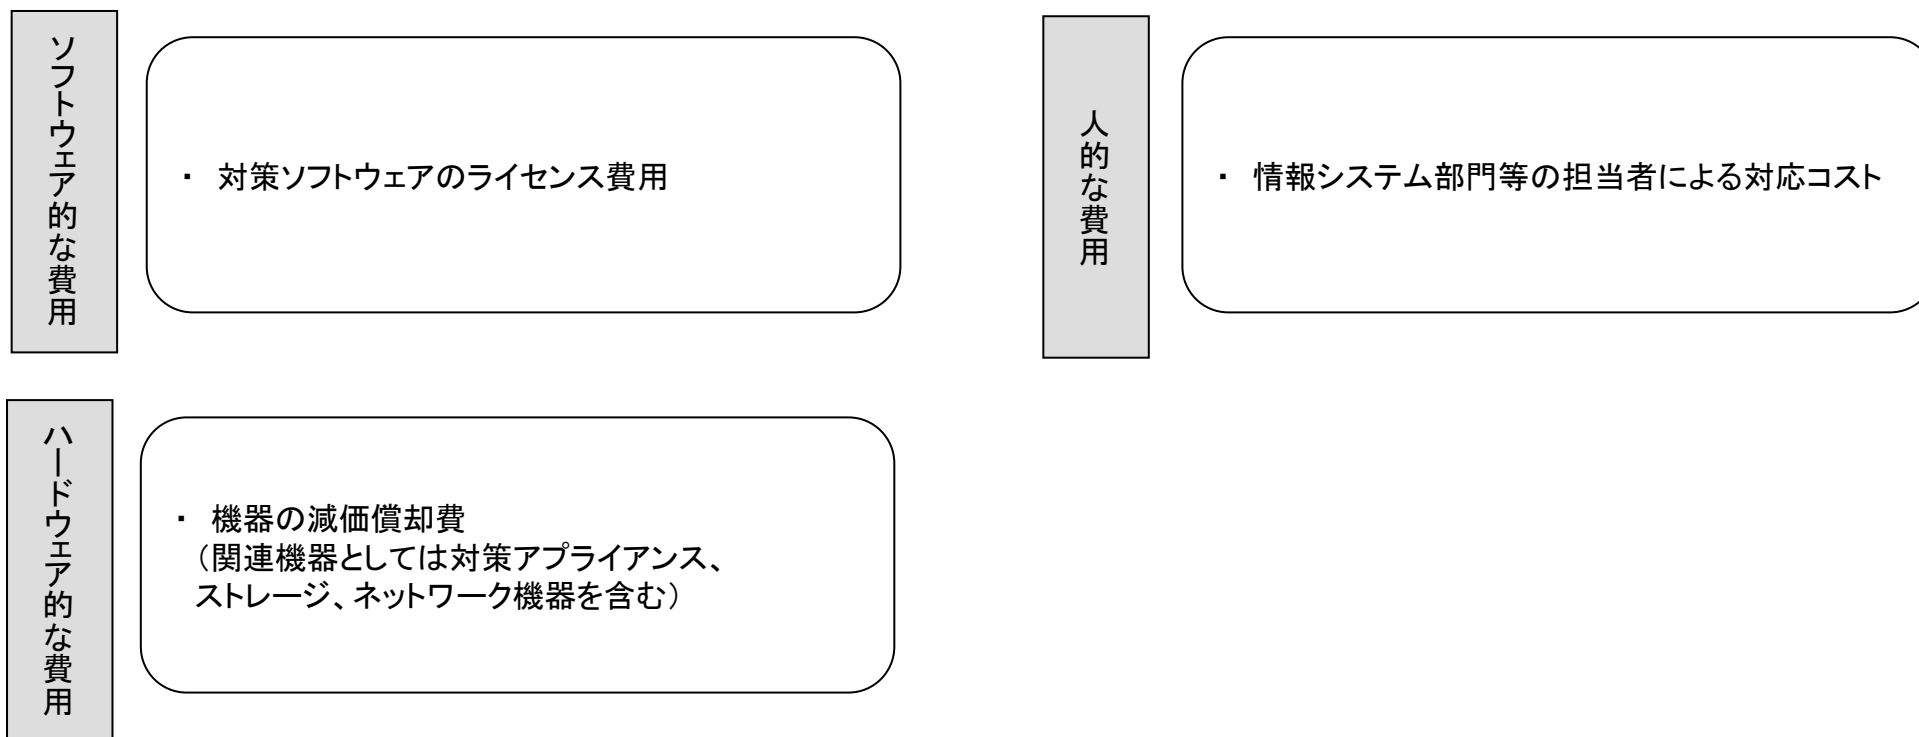 ソフトウェア的な費用
・ 対策ソフトウェアのライセンス費用
人的な費用
・ 情報システム部門等の担当者による対応コスト
ハードウェア的な費用
・ 機器の減価償却費
（関連機器としては対策アプライアンス、
ストレージ、ネットワーク機器を含む）